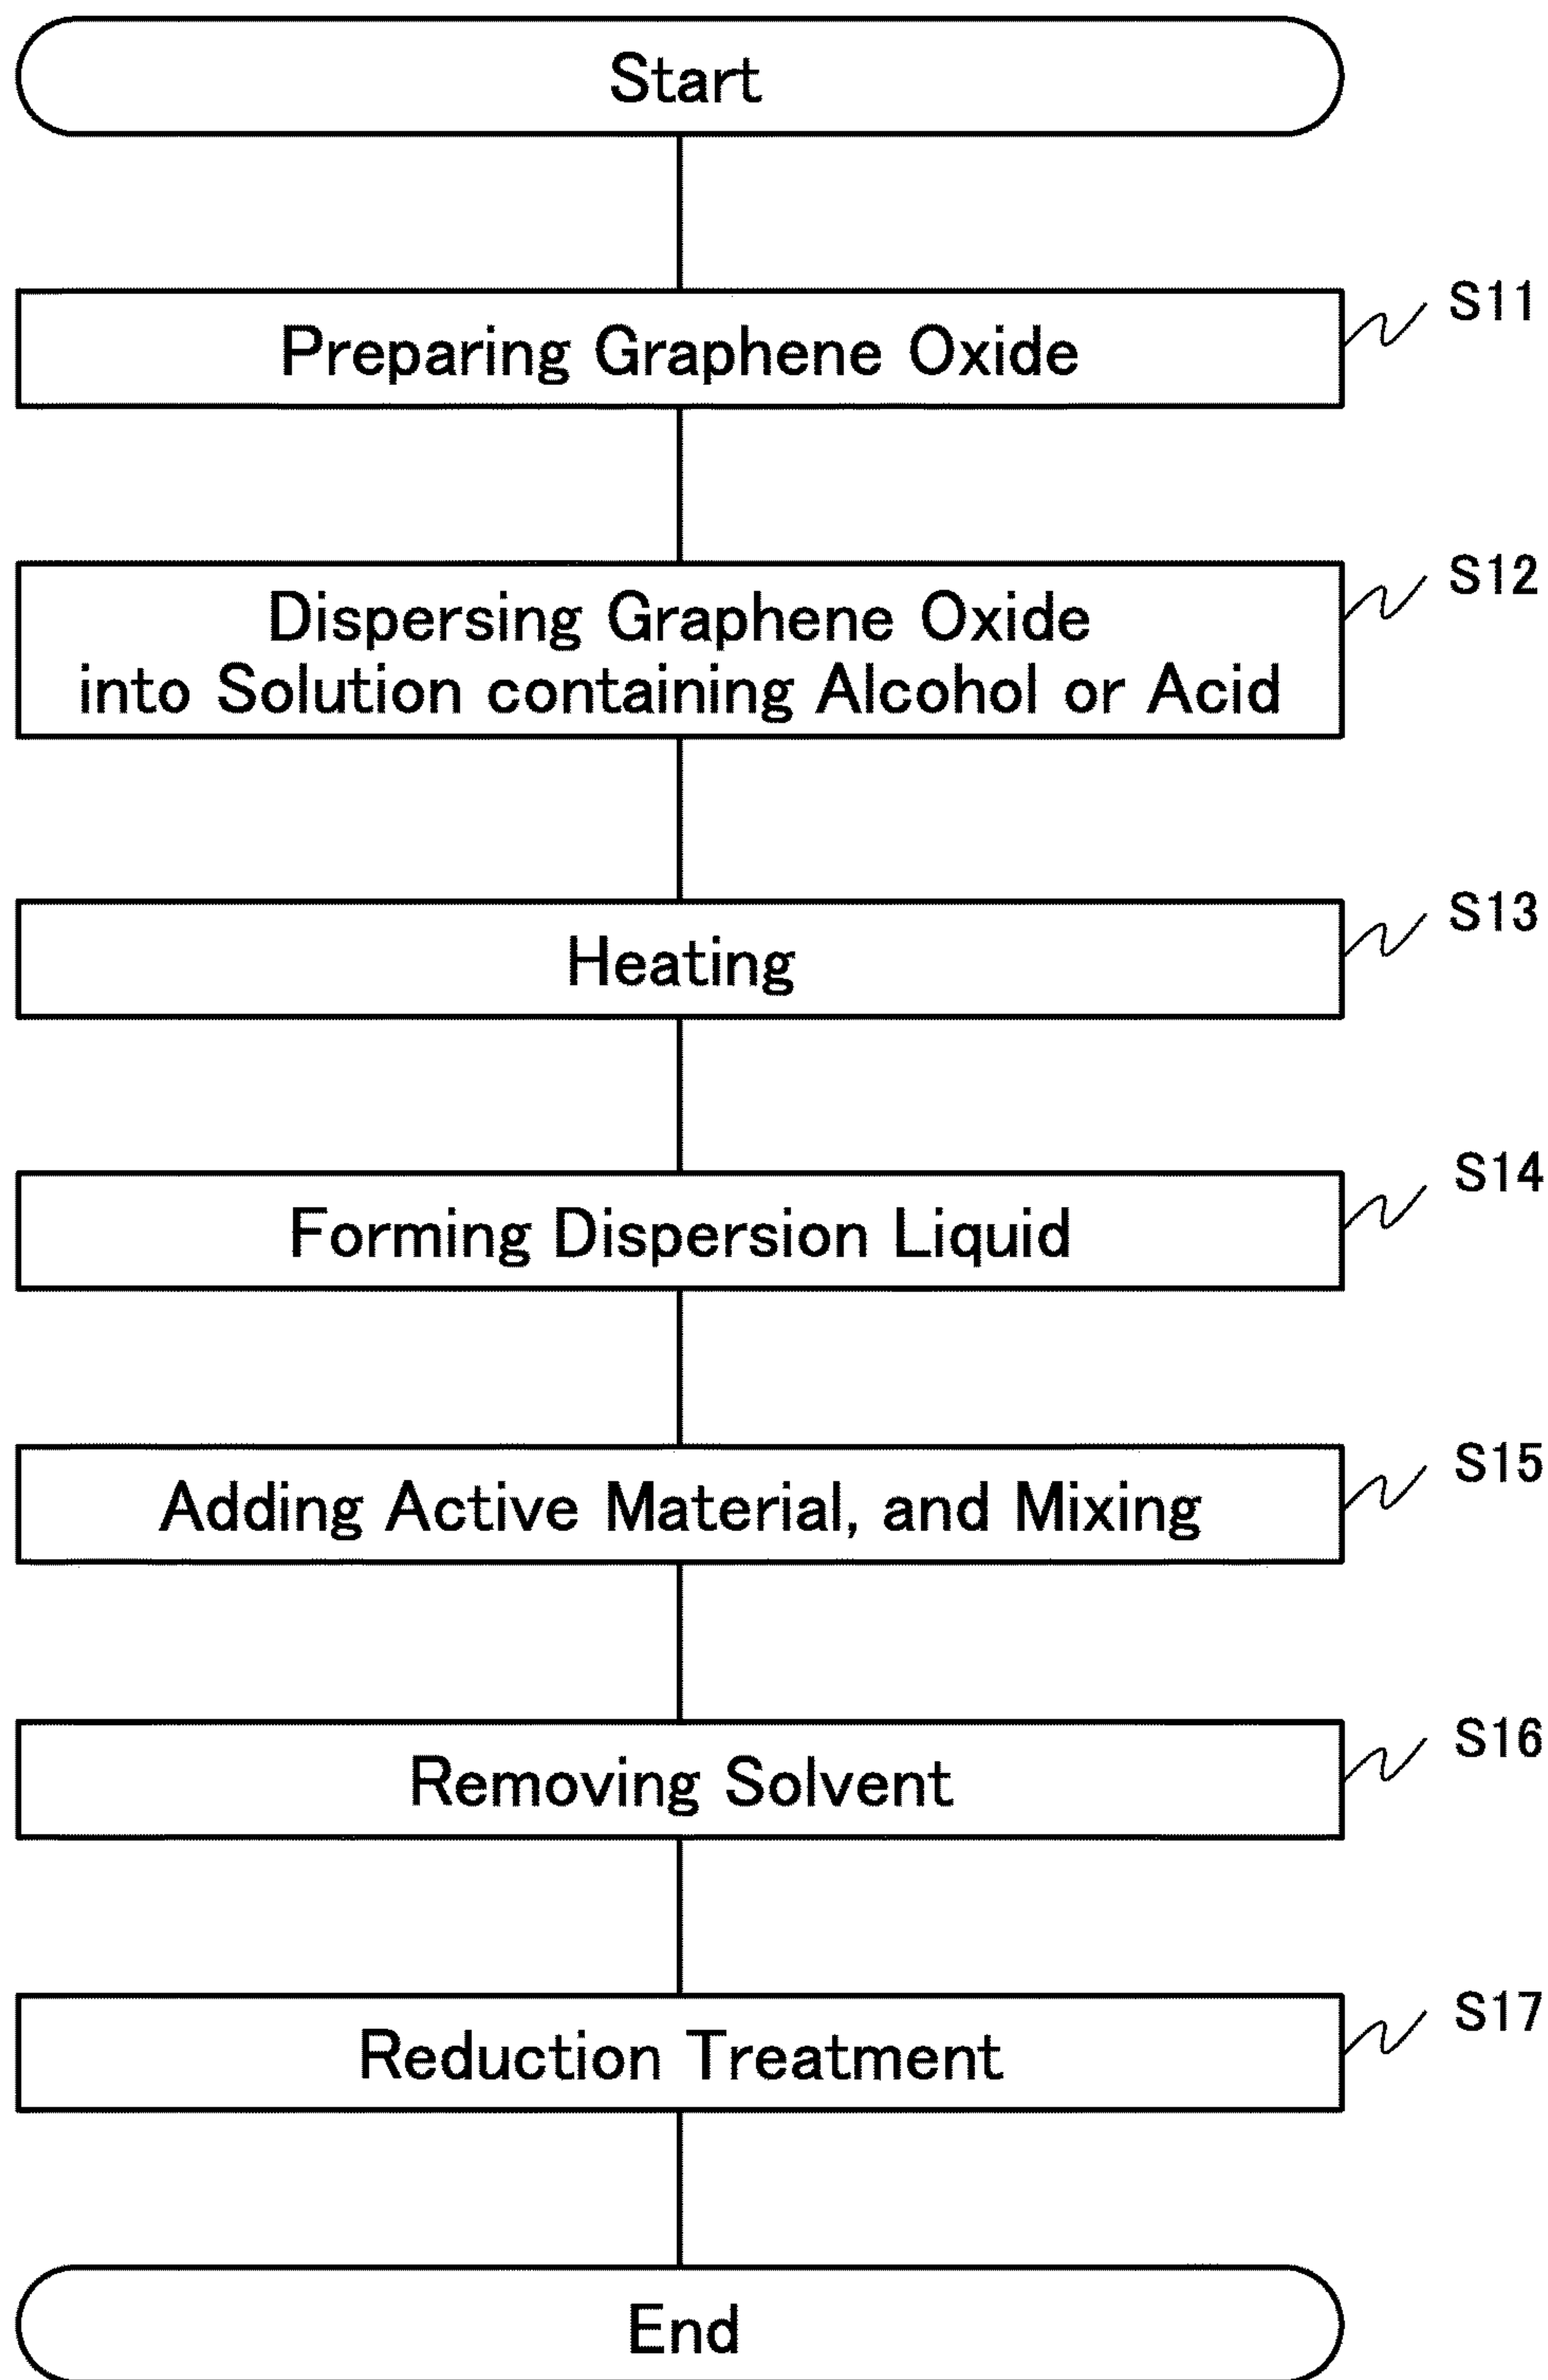 Start
Preparing Graphene Oxide
S11
Dispersing Graphene Oxide
into Solution containing Alcohol or Acid
S12
Heating
S13
Forming Dispersion Liquid
S14
Adding Active Material, and Mixing
S15
Removing Solvent
S16
Reduction Treatment
S17
End